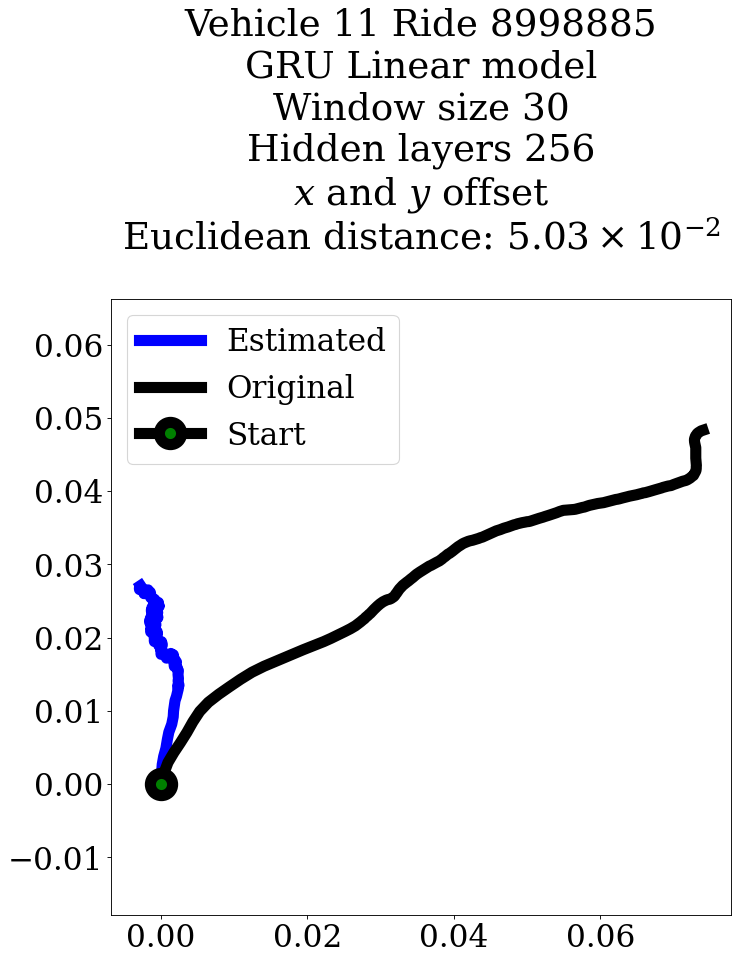 Vehicle 11 Ride 8998885
GRU Linear model
Window size 30
Hidden layers 256
x and y offset
Euclidean distance: 5.03 × 10⁻²
Estimated
Original
Start
0.06
0.05
0.04
0.03
0.02
0.01
0.00
−0.01
0.00 0.02 0.04 0.06